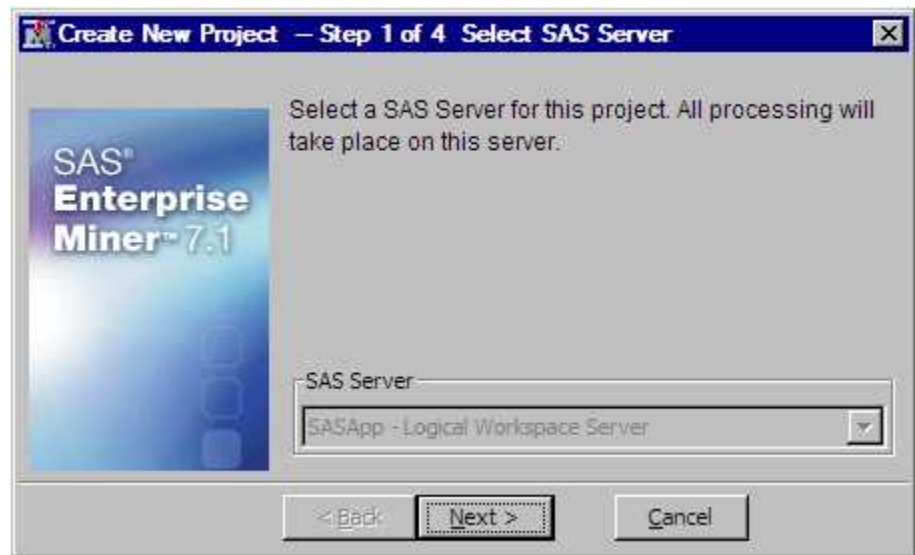 Create New Project – Step 1 of 4 Select SAS Server
Select a SAS Server for this project. All processing will
take place on this server.
SAS®
Enterprise
Miner™ 7.1
SAS Server
SASApp - Logical Workspace Server
< Back
Next >
Cancel